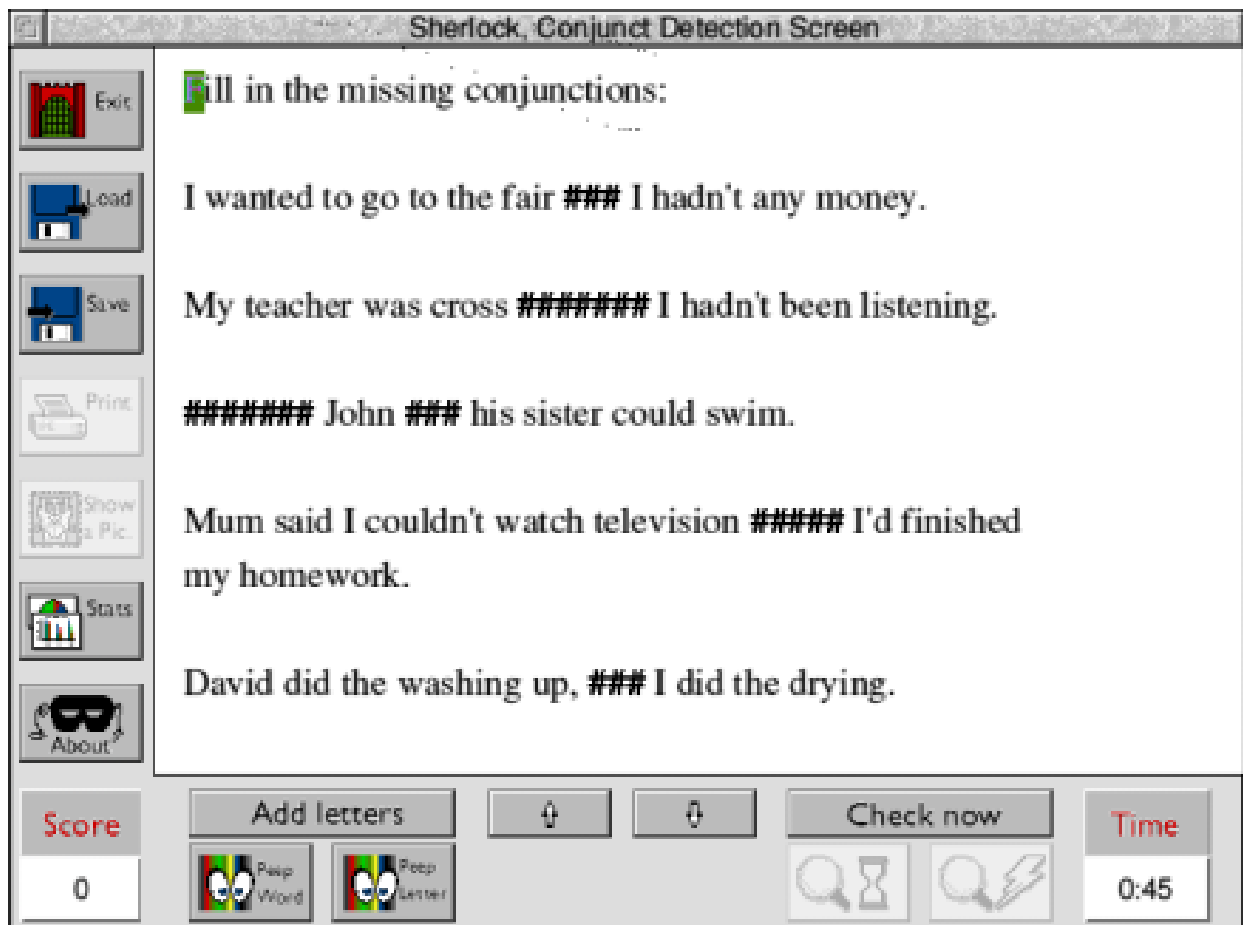 Sherlock, Conjunct Detection Screen
Exit
Load
Save
Print
Show
a Pic.
Stats
About
Fill in the missing conjunctions:
I wanted to go to the fair ### I hadn't any money.
My teacher was cross ####### I hadn't been listening.
####### John ### his sister could swim.
Mum said I couldn't watch television ##### I'd finished
my homework.
David did the washing up, ### I did the drying.
Score
0
Add letters
Peep
Word
Peep
Letter
Check now
Time
0:45